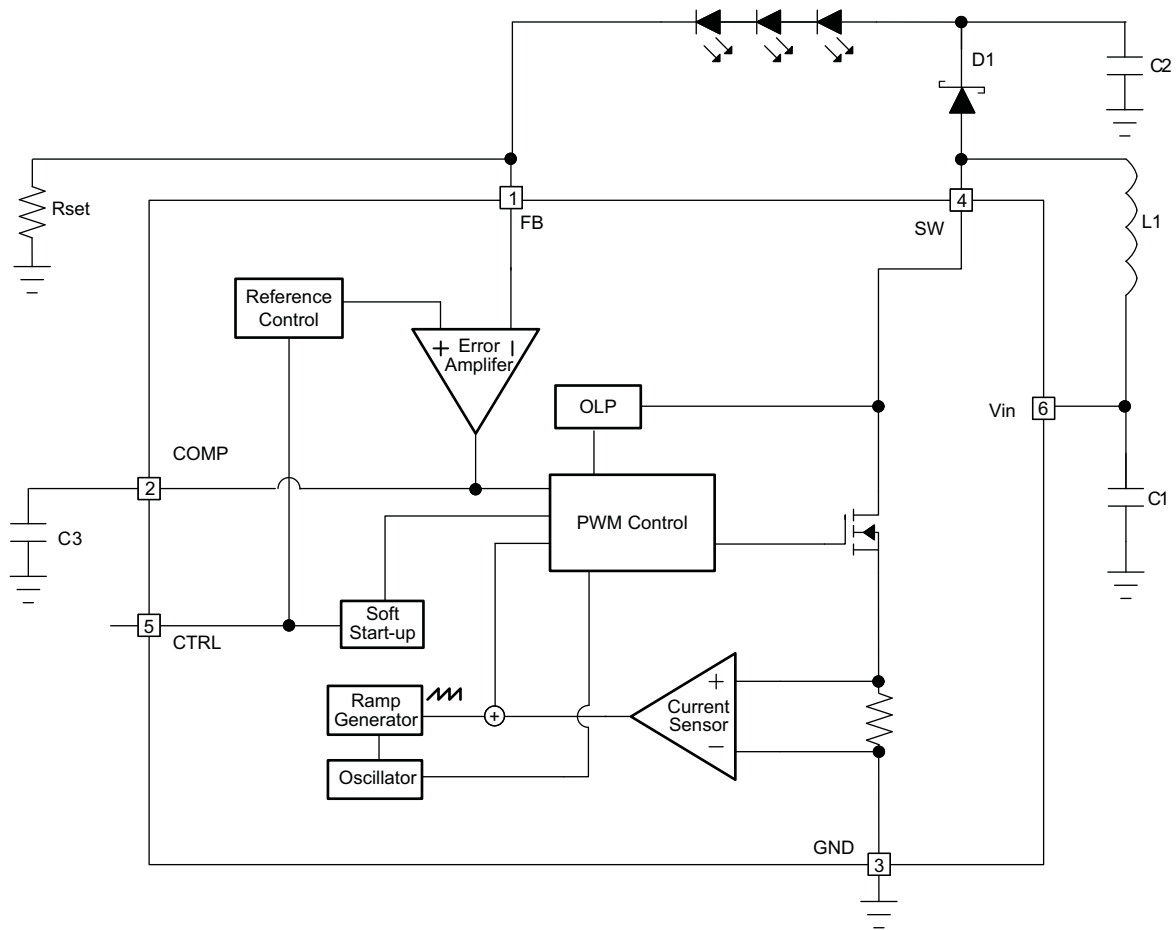 D1
C2
Rset
1
FB
4
SW
L1
Reference
Control
+
−
Error
Amplifer
OLP
Vin
6
COMP
2
C3
PWM Control
C1
5
CTRL
Soft
Start-up
Ramp
Generator
+
Current
Sensor
+
−
Oscillator
GND
3